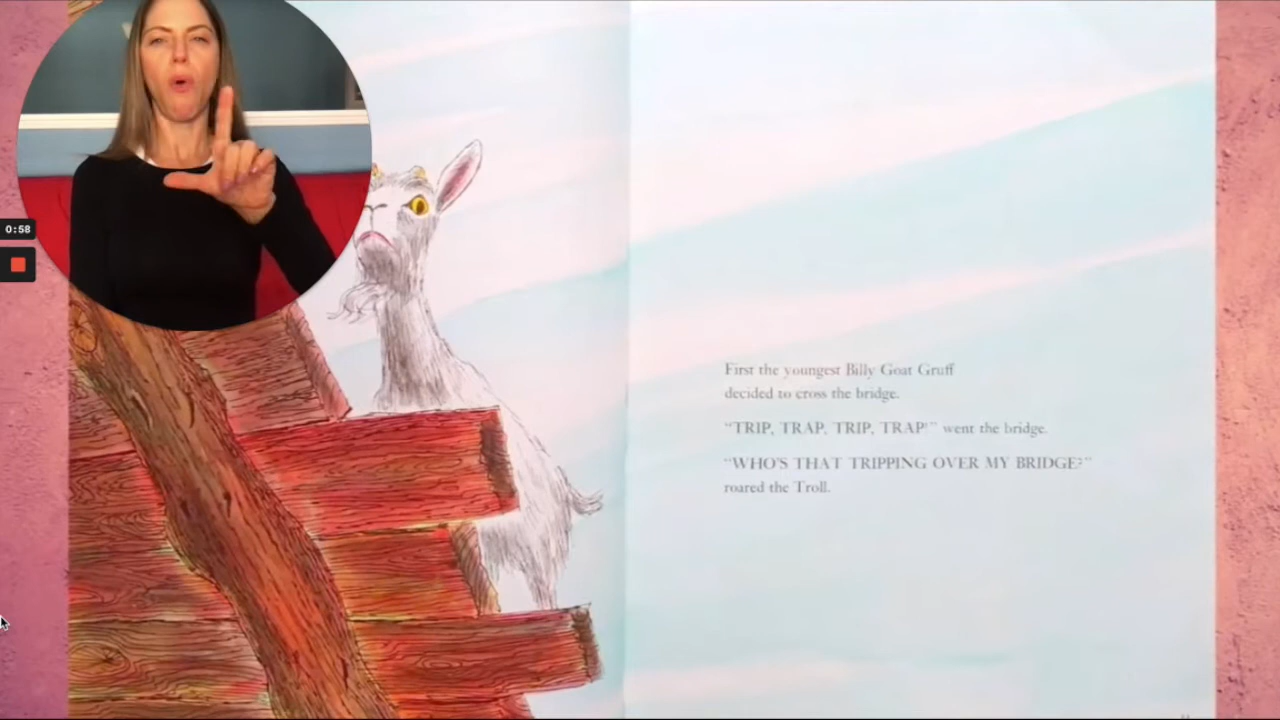 0:58
First the youngest Billy Goat Gruff
decided to cross the bridge.
“TRIP, TRAP, TRIP, TRAP!” went the bridge.
“WHO'S THAT TRIPPING OVER MY BRIDGE?”
roared the Troll.